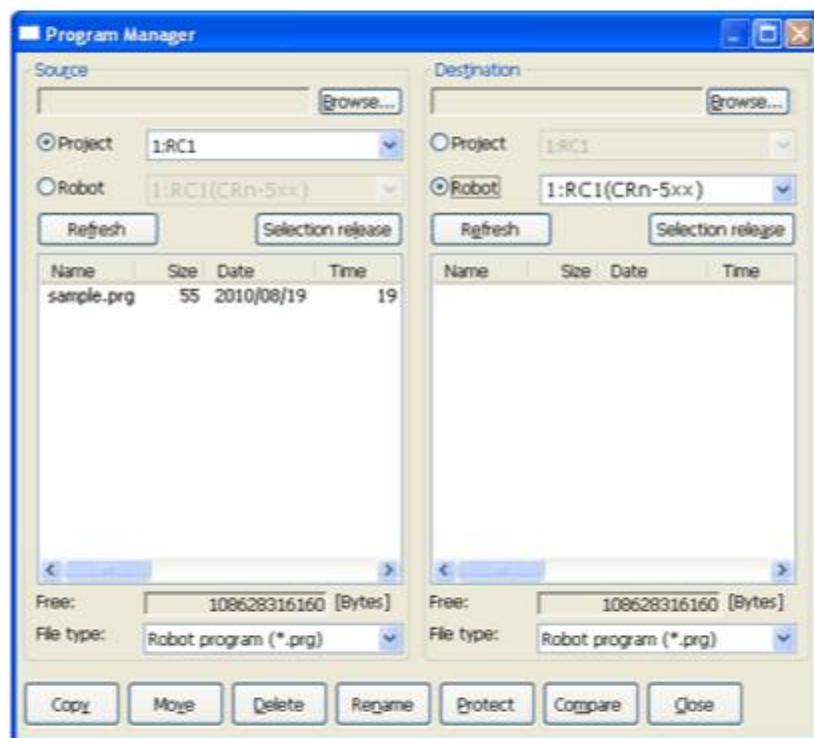 Program Manager
Source
Browse...
Project 1:RC1
Robot 1:RC1(CRn-5xx)
Refresh Selection release
Name Size Date Time
sample.prg 55 2010/08/19 19
Free: 108628316160 [Bytes]
File type: Robot program (*.prg)
Destination
Browse...
Project 1:RC1
Robot 1:RC1(CRn-5xx)
Refresh Selection release
Name Size Date Time
Free: 108628316160 [Bytes]
File type: Robot program (*.prg)
Copy Move Delete Rename Protect Compare Close